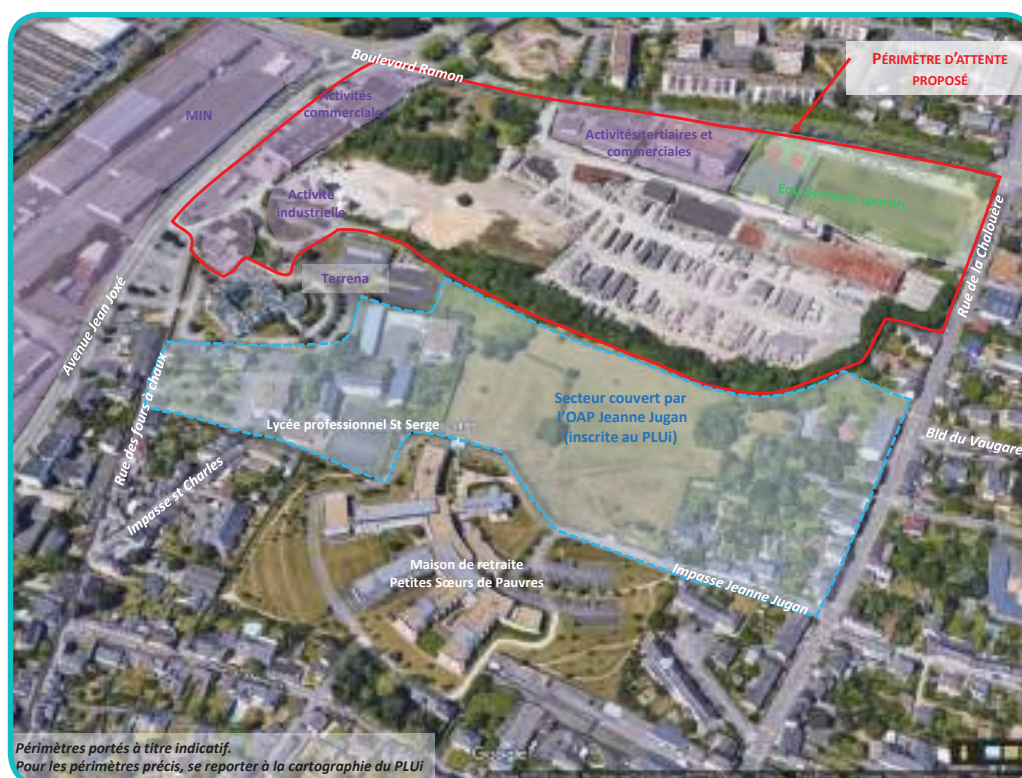 Boulevard Ramon
PÉRIMÈTRE D'ATTENTE
PROPOSÉ
Activités
commerciales
MIN
Activités tertiaires et
commerciales
Équipements sportifs
Activité
industrielle
Rue de la Chalouère
Terrena
Avenue Jean Joxé
Rue des fours à chaux
Secteur couvert par
l'OAP Jeanne Jugan
(inscrite au PLUi)
Lycée professionnel St Serge
Bld du Vaugare
Impasse st Charles
Maison de retraite
Petites Sœurs de Pauvres
Impasse Jeanne Jugan
Périmètres portés à titre indicatif.
Pour les périmètres précis, se reporter à la cartographie du PLUi
Google